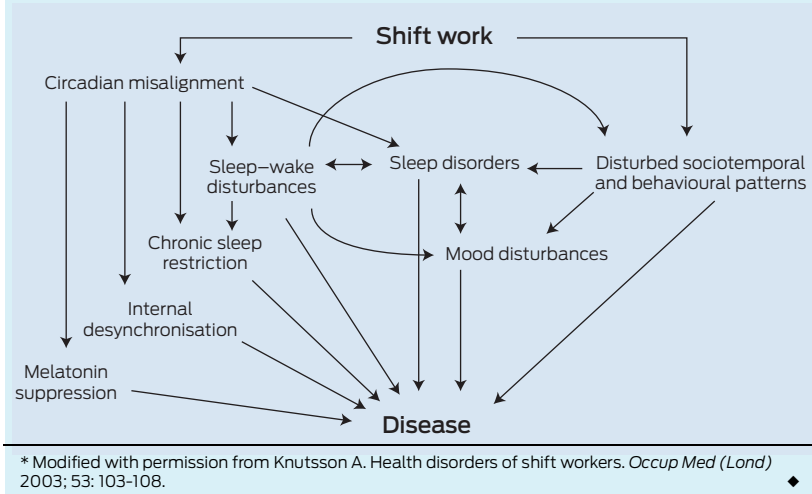 Shift work
Circadian misalignment
Sleep–wake
disturbances
Sleep disorders
Disturbed sociotemporal
and behavioural patterns
Chronic sleep
restriction
Mood disturbances
Internal
desynchronisation
Melatonin
suppression
Disease
* Modified with permission from Knutsson A. Health disorders of shift workers. Occup Med (Lond)
2003; 53: 103-108.